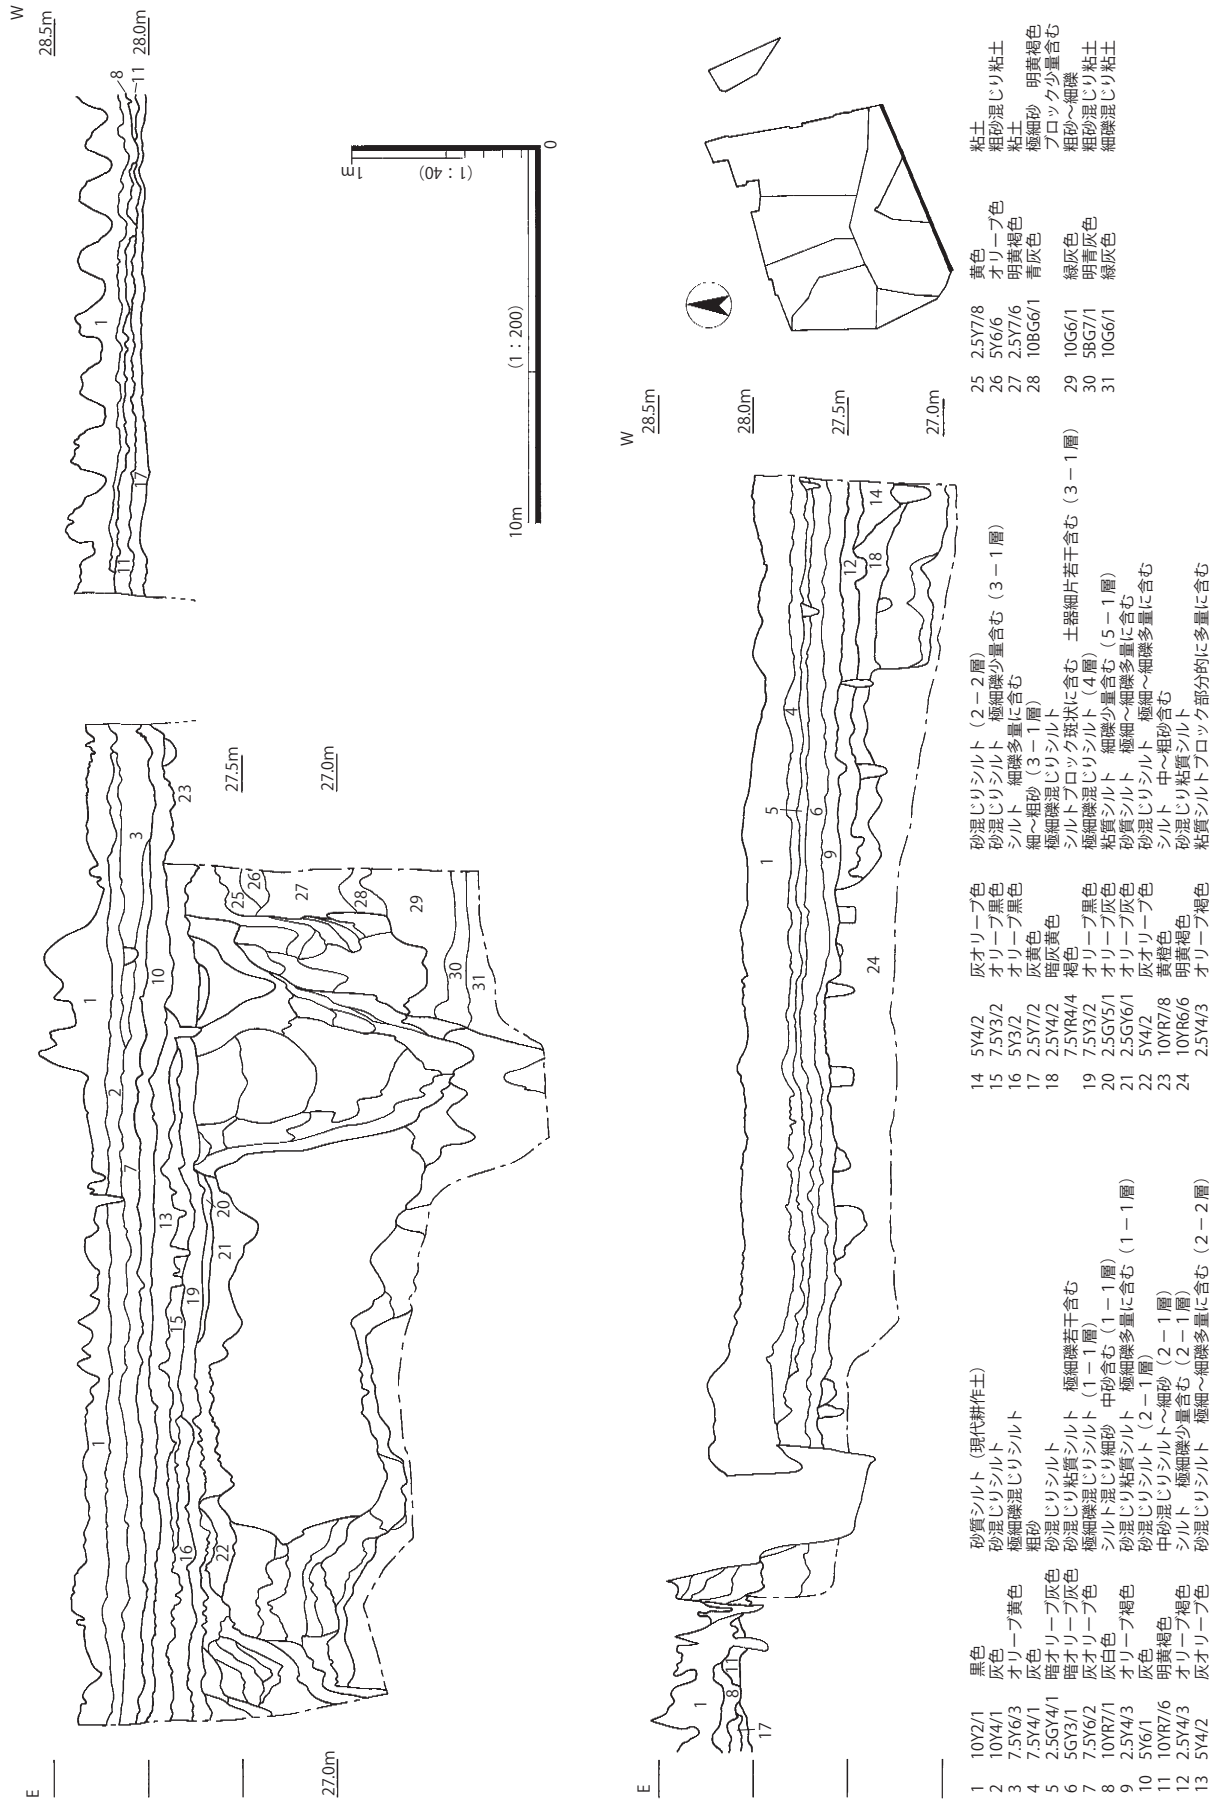 E
W
28.5m
28.0m
27.5m
27.0m
27.0m
1
1
1
2
3
7
10
13
15
16
19
20
21
22
23
25
26
27
28
29
30
31
8
11
11
17
10m
(1：200)
0
(1：40)
1m
E
W
28.5m
28.0m
27.5m
27.0m
1
8
11
17
1
4
5
6
9
12
14
18
24
1 10Y2/1 黒色 砂質シルト（現代耕作土）
2 10Y4/1 灰色 砂混じりシルト
3 7.5Y6/3 オリーブ黄色 極細礫混じりシルト
4 7.5Y4/1 灰色 粗砂
5 2.5GY4/1 暗オリーブ灰色 砂混じりシルト
6 5GY3/1 暗オリーブ灰色 砂混じり粘質シルト 極細礫若干含む
7 7.5Y6/2 灰オリーブ色 極細礫混じりシルト（1－1層）
8 10YR7/1 灰白色 シルト混じり細砂 中砂含む（1－1層）
9 2.5Y4/3 オリーブ褐色 砂混じり粘質シルト 極細礫多量に含む（1－1層）
10 5Y6/1 灰色 砂混じりシルト（2－1層）
11 10YR7/6 明黄褐色 中砂混じりシルト～細砂（2－1層）
12 2.5Y4/3 オリーブ褐色 シルト 極細礫少量含む（2－1層）
13 5Y4/2 灰オリーブ色 砂混じりシルト 極細～細礫多量に含む（2－2層）
14 5Y4/2 灰オリーブ色 砂混じりシルト（2－2層）
15 7.5Y3/2 オリーブ黒色 砂混じりシルト 極細礫少量含む（3－1層）
16 5Y3/2 オリーブ黒色 シルト 細礫多量に含む
17 2.5Y7/2 灰黄色 細～粗砂（3－1層）
18 2.5Y4/2 暗灰黄色 極細礫混じりシルト
7.5YR4/4 褐色 シルトブロック斑状に含む 土器細片若干含む（3－1層）
19 7.5Y3/2 オリーブ黒色 極細礫混じりシルト（4層）
20 2.5GY5/1 オリーブ灰色 粘質シルト 細礫少量含む（5－1層）
21 2.5GY6/1 オリーブ灰色 砂質シルト 極細～細礫多量に含む
22 5Y4/2 灰オリーブ色 砂混じりシルト 極細～細礫多量に含む
23 10YR7/8 黄橙色 シルト 中～粗砂含む
24 10YR6/6 明黄褐色 砂混じり粘質シルト
2.5Y4/3 オリーブ褐色 粘質シルトブロック部分的に多量に含む
25 2.5Y7/8 黄色 粘土
26 5Y6/6 オリーブ色 粗砂混じり粘土
27 2.5Y7/6 明黄褐色 粘土
28 10BG6/1 青灰色 極細砂 明黄褐色
ブロック少量含む
29 10G6/1 緑灰色 粗砂～細礫
30 5BG7/1 明青灰色 粗砂混じり粘土
31 10G6/1 緑灰色 細礫混じり粘土